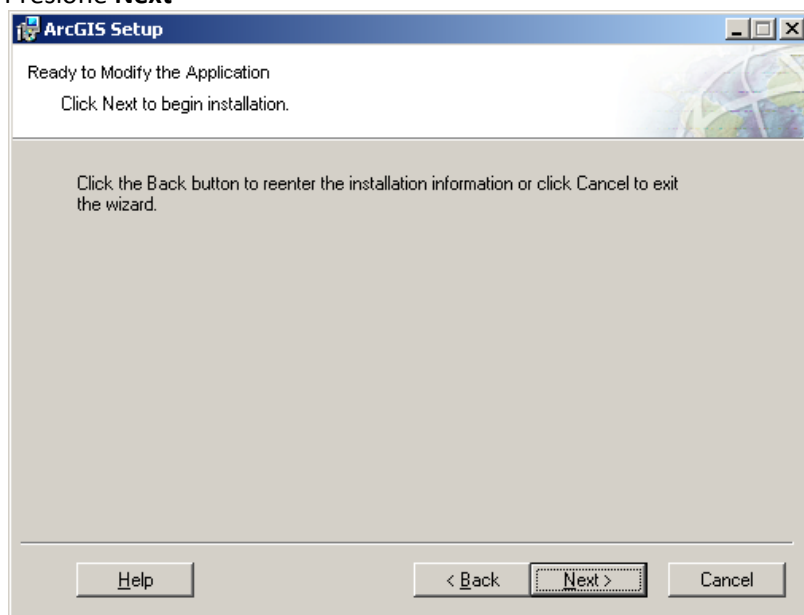 Presione Next
ArcGIS Setup
Ready to Modify the Application
Click Next to begin installation.
Click the Back button to reenter the installation information or click Cancel to exit
the wizard.
Help
< Back
Next >
Cancel